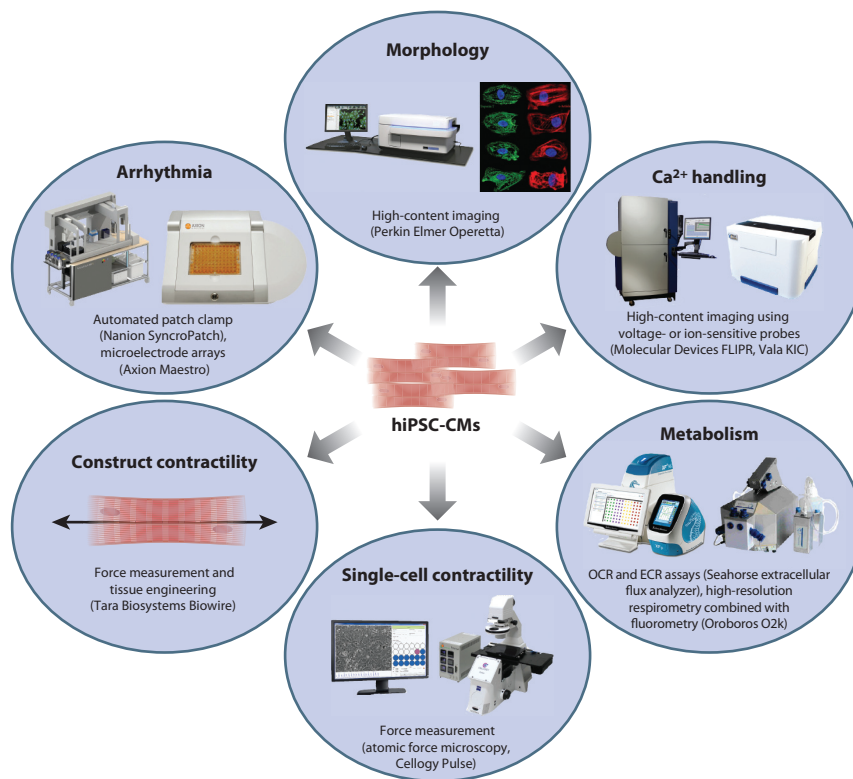 Morphology
High-content imaging
(Perkin Elmer Operetta)
Arrhythmia
AXION
Automated patch clamp
(Nanion SyncroPatch),
microelectrode arrays
(Axion Maestro)
Ca²⁺ handling
High-content imaging using
voltage- or ion-sensitive probes
(Molecular Devices FLIPR, Vala KIC)
hiPSC-CMs
Construct contractility
Force measurement and
tissue engineering
(Tara Biosystems Biowire)
Metabolism
OCR and ECR assays (Seahorse extracellular
flux analyzer), high-resolution
respirometry combined with
fluorometry (Oroboros O2k)
Single-cell contractility
Force measurement
(atomic force microscopy,
Cellogy Pulse)